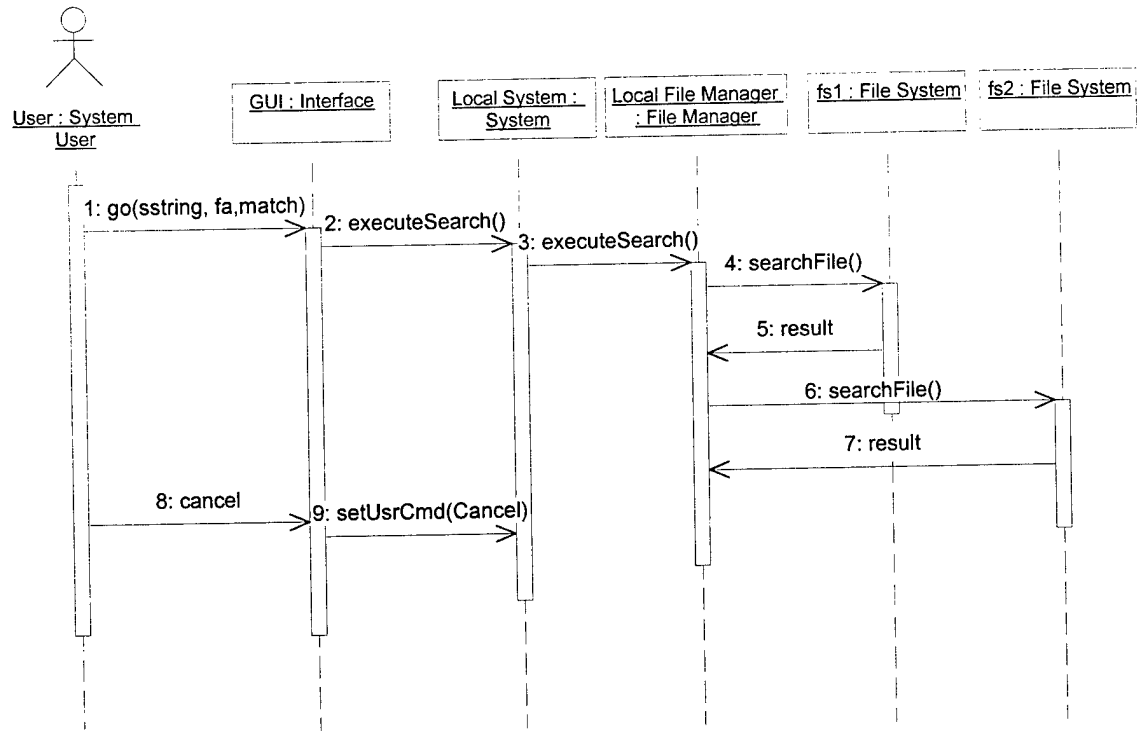 User : System
User
GUI : Interface
Local System :
System
Local File Manager
: File Manager
fs1 : File System
fs2 : File System
1: go(sstring, fa,match)
2: executeSearch()
3: executeSearch()
4: searchFile()
5: result
6: searchFile()
7: result
8: cancel
9: setUsrCmd(Cancel)